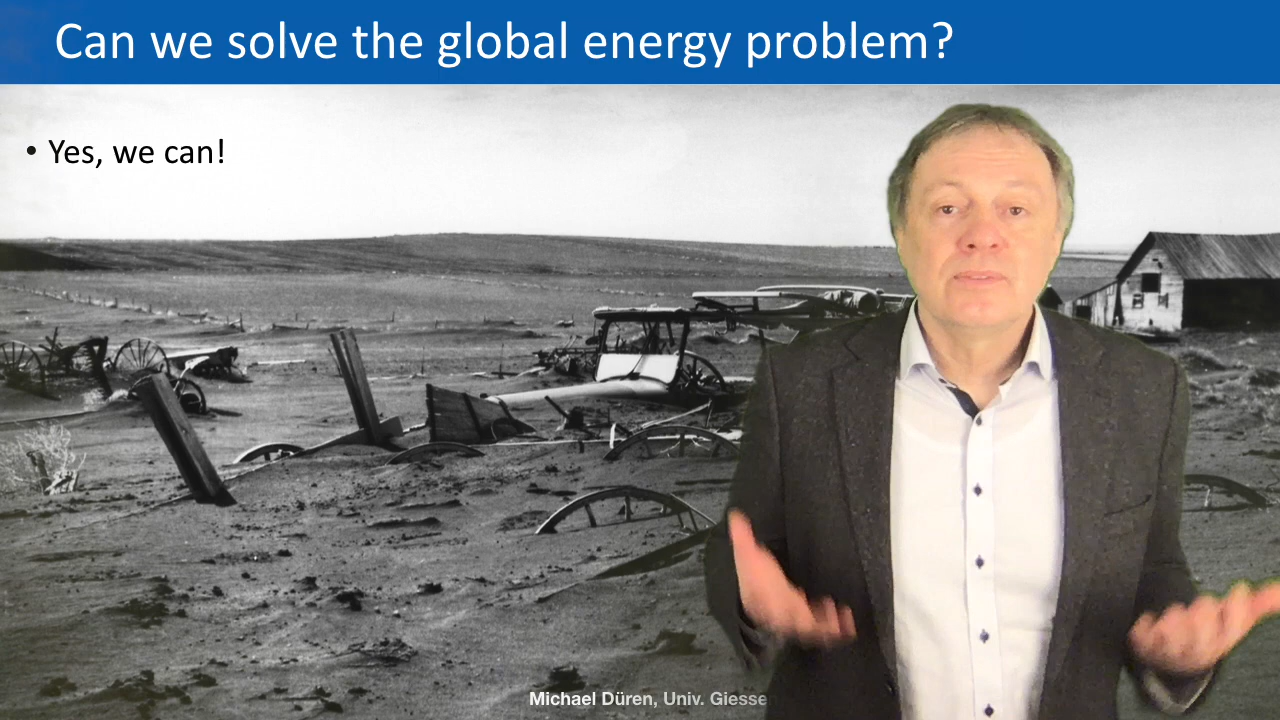 Can we solve the global energy problem?
• Yes, we can!
Michael Düren, Univ. Giesse